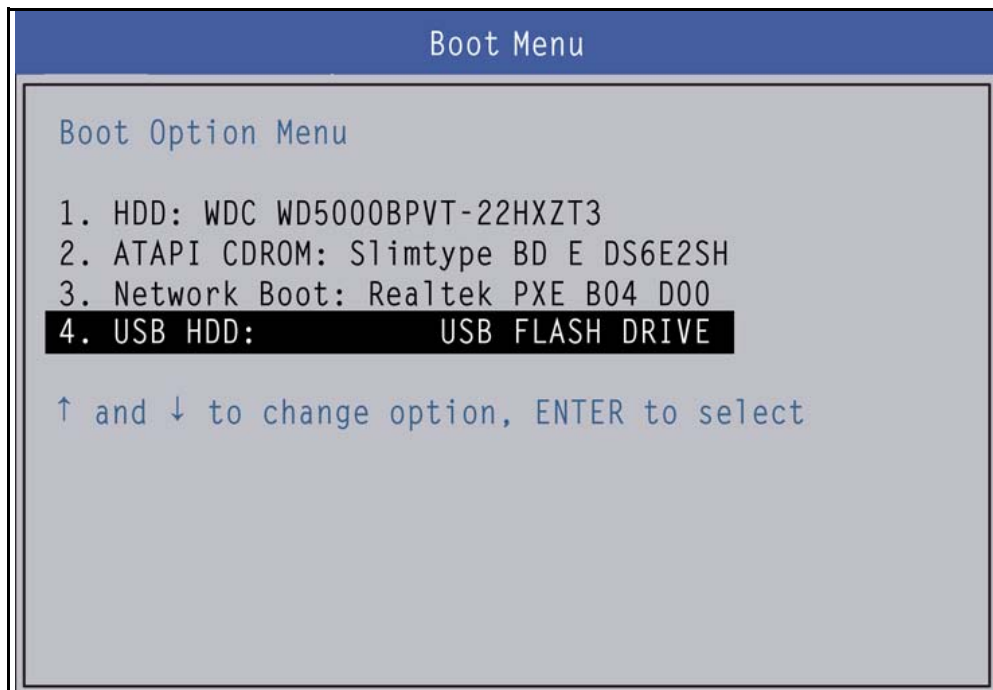 Boot Menu
Boot Option Menu
1. HDD: WDC WD5000BPVT-22HXZT3
2. ATAPI CDROM: Slimtype BD E DS6E2SH
3. Network Boot: Realtek PXE B04 D00
4. USB HDD: USB FLASH DRIVE
↑ and ↓ to change option, ENTER to select